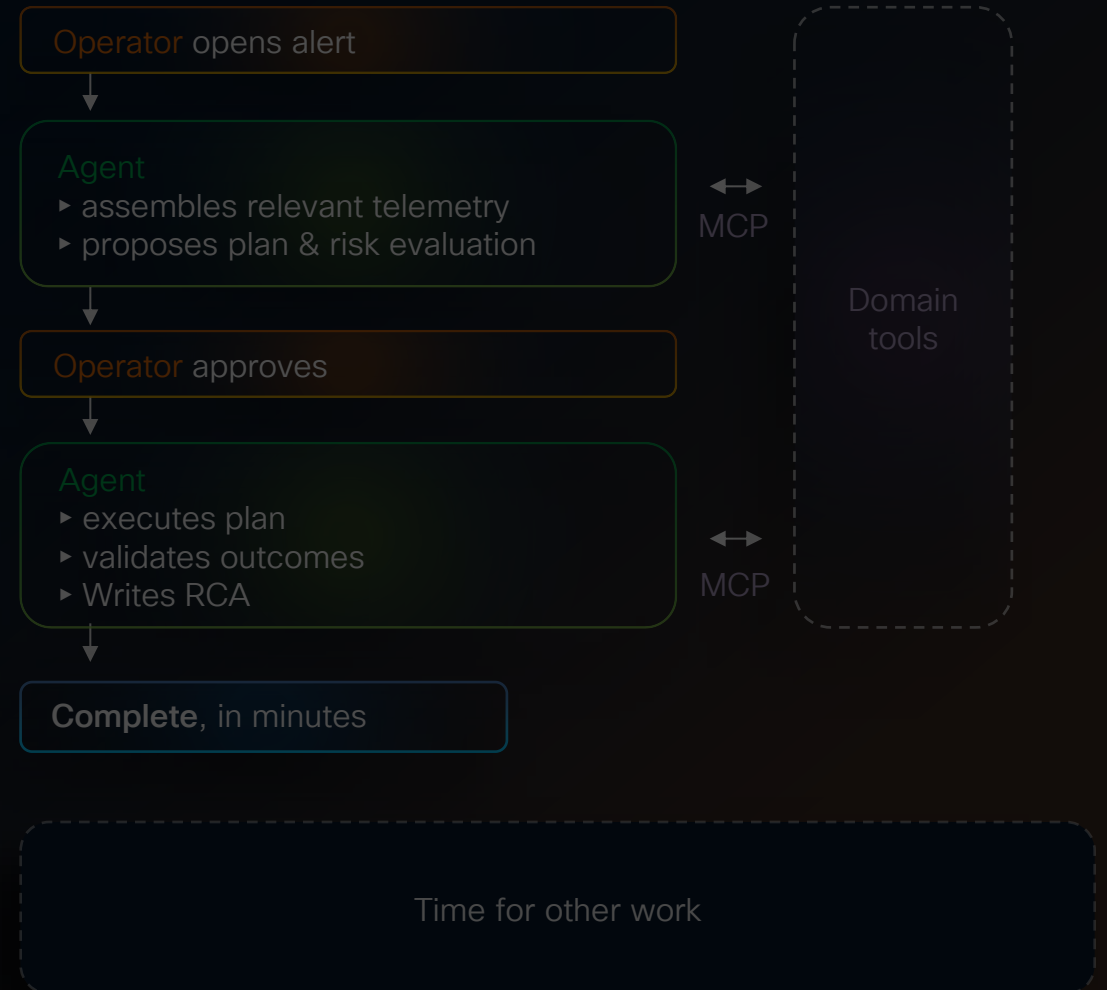 Operator opens alert
Agent
‣ assembles relevant telemetry
‣ proposes plan & risk evaluation
MCP
Domain
tools
Operator approves
Agent
‣ executes plan
‣ validates outcomes
‣ Writes RCA
MCP
Complete, in minutes
Time for other work